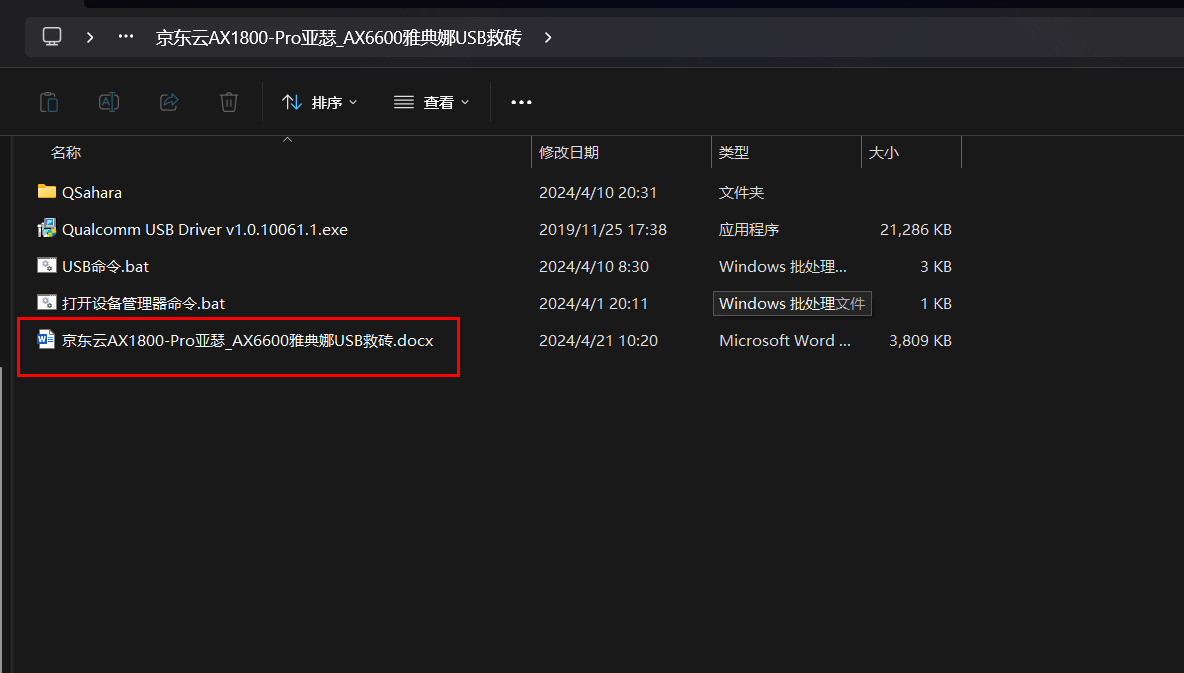 京东云AX1800-Pro亚瑟_AX6600雅典娜USB救砖
排序 查看
名称 修改日期 类型 大小
QSahara 2024/4/10 20:31 文件夹
Qualcomm USB Driver v1.0.10061.1.exe 2019/11/25 17:38 应用程序 21,286 KB
USB命令.bat 2024/4/10 8:30 Windows 批处理... 3 KB
打开设备管理器命令.bat 2024/4/1 20:11 Windows 批处理文件 1 KB
京东云AX1800-Pro亚瑟_AX6600雅典娜USB救砖.docx 2024/4/21 10:20 Microsoft Word ... 3,809 KB